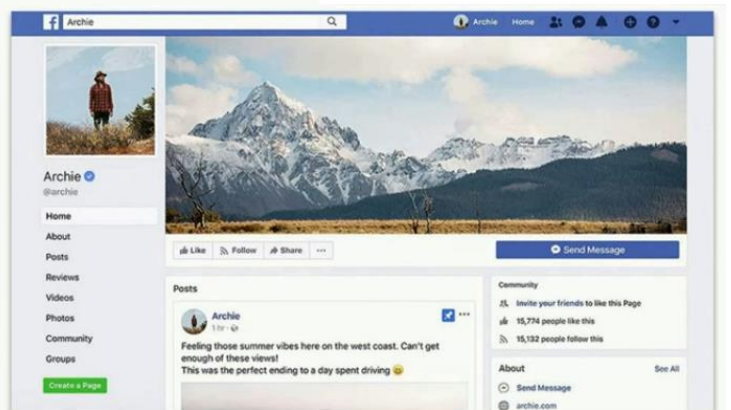 f Archie
Archie Home
Archie
@archie
Home
About
Posts
Reviews
Videos
Photos
Community
Groups
Create a Page
Like Follow Share ...
Send Message
Posts
Archie
1 hr ·
Feeling those summer vibes here on the west coast. Can't get
enough of these views!
This was the perfect ending to a day spent driving 😄
Community
Invite your friends to like this Page
15,774 people like this
15,132 people follow this
About See All
Send Message
archie.com